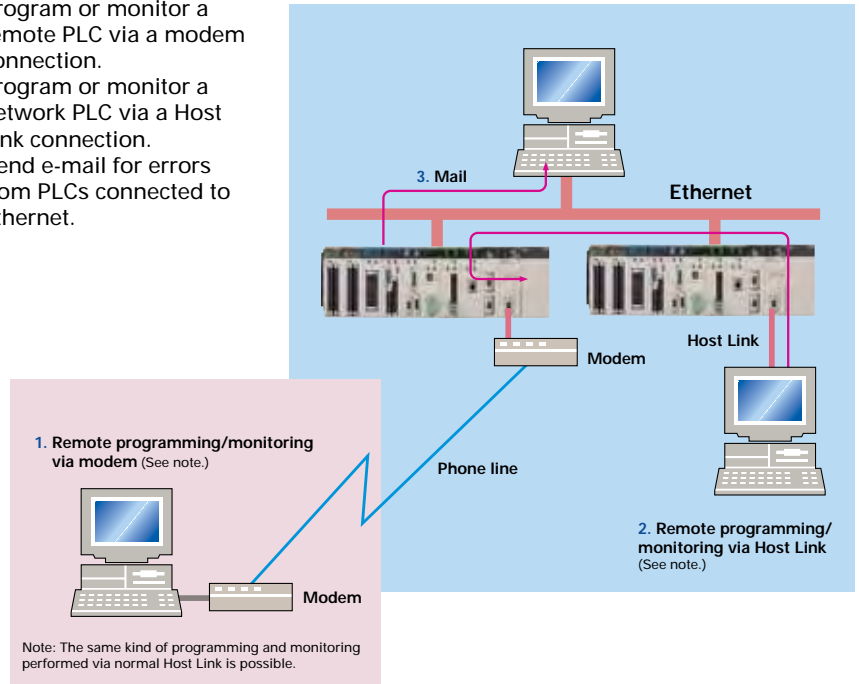 rogram or monitor a
emote PLC via a modem
onnection.
rogram or monitor a
etwork PLC via a Host
nk connection.
end e-mail for errors
om PLCs connected to
thernet.
3. Mail
Ethernet
Host Link
Modem
1. Remote programming/monitoring
via modem (See note.)
Phone line
2. Remote programming/
monitoring via Host Link
(See note.)
Modem
Note: The same kind of programming and monitoring
performed via normal Host Link is possible.